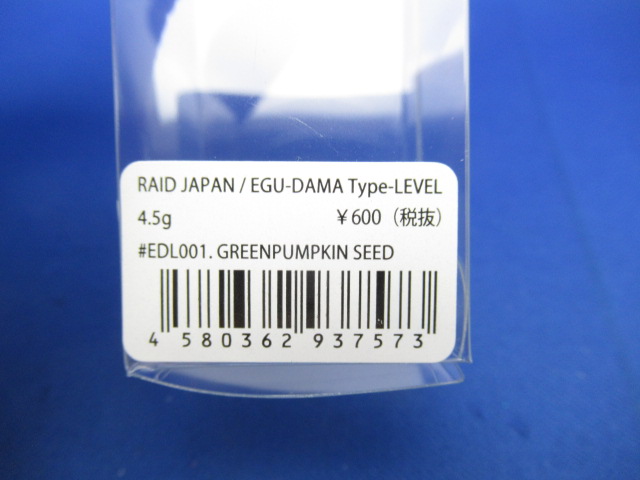 RAID JAPAN / EGU-DAMA Type-LEVEL
4.5g ¥600（税抜）
#EDL001. GREENPUMPKIN SEED
4 580362 937573